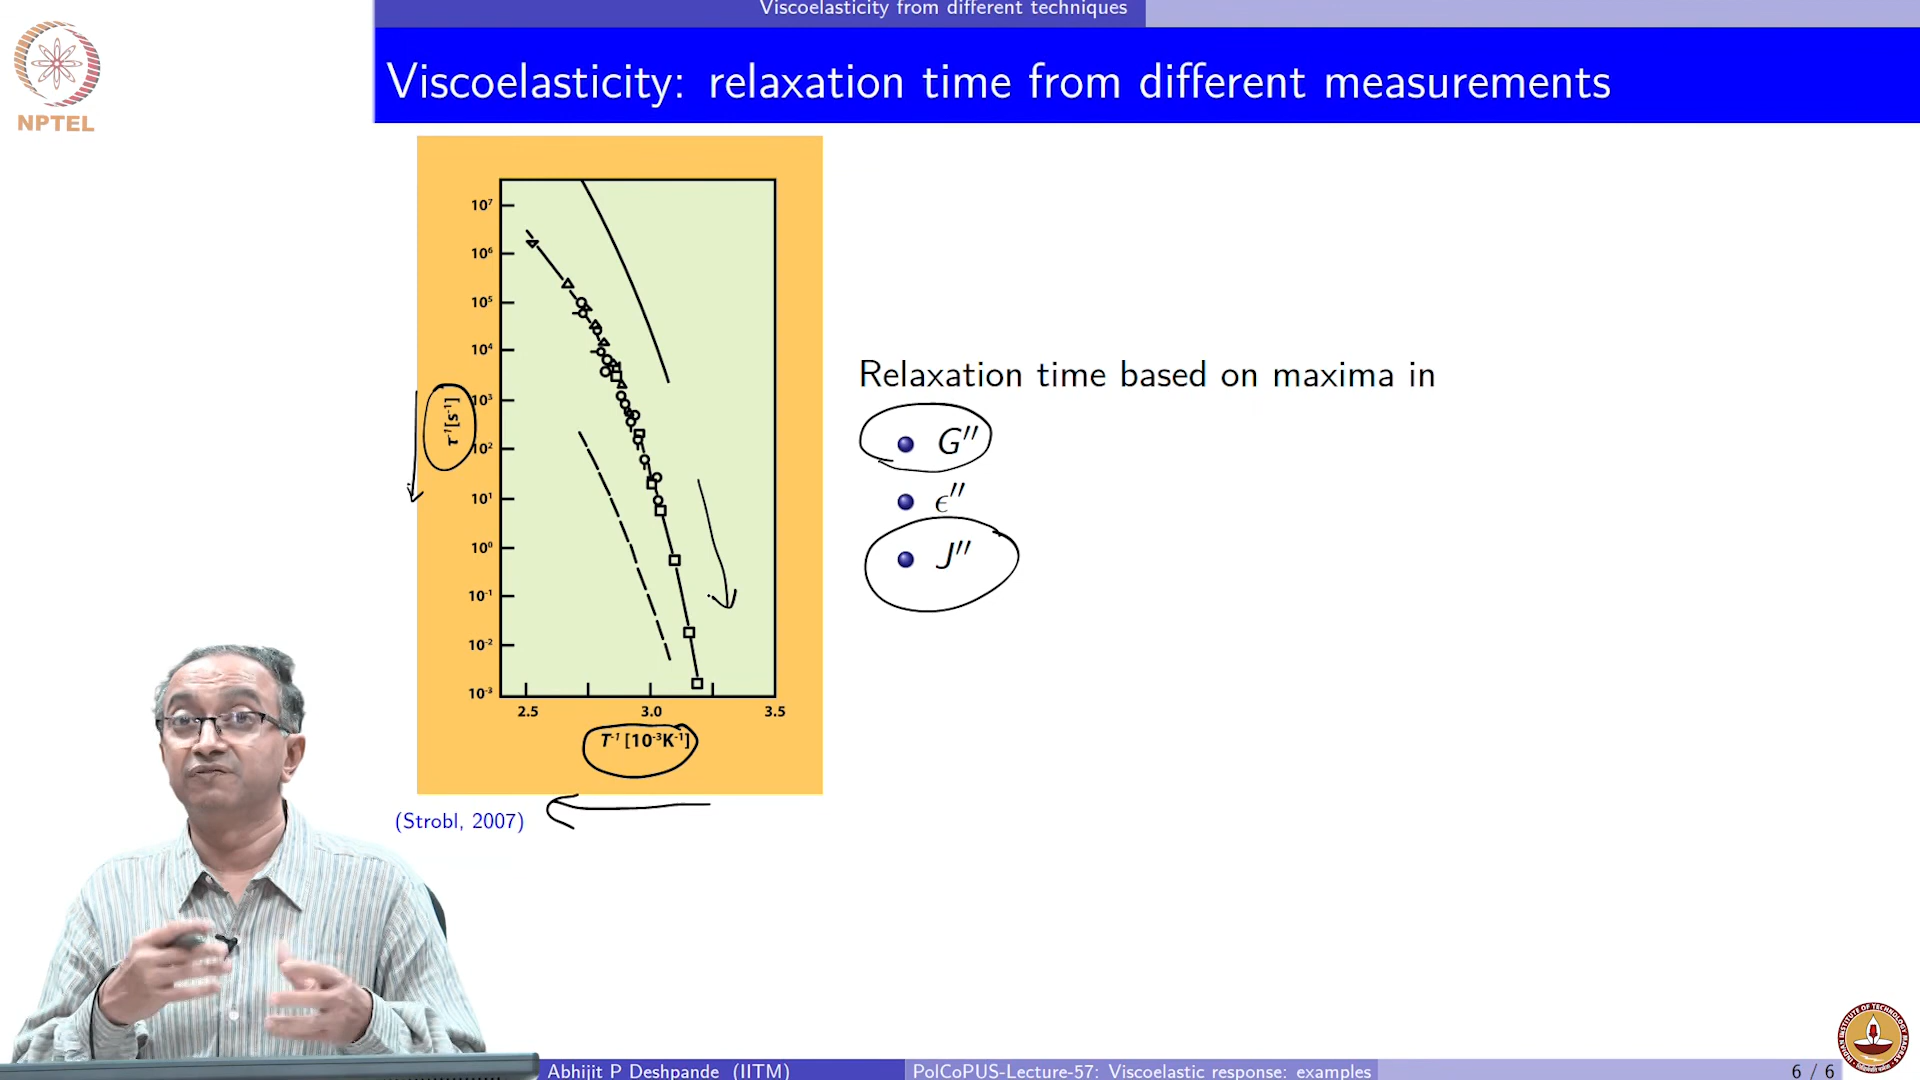 Viscoelasticity from different techniques
NPTEL
Viscoelasticity: relaxation time from different measurements
10⁷
10⁶
10⁵
10⁴
10³
10²
10¹
10⁰
10⁻¹
10⁻²
10⁻³
τ⁻¹[s⁻¹]
2.5 3.0 3.5
T⁻¹ [10⁻³K⁻¹]
(Strobl, 2007)
Relaxation time based on maxima in
G″
ϵ″
J″
Abhijit P Deshpande (IITM) PolCoPUS-Lecture-57: Viscoelastic response: examples 6 / 6